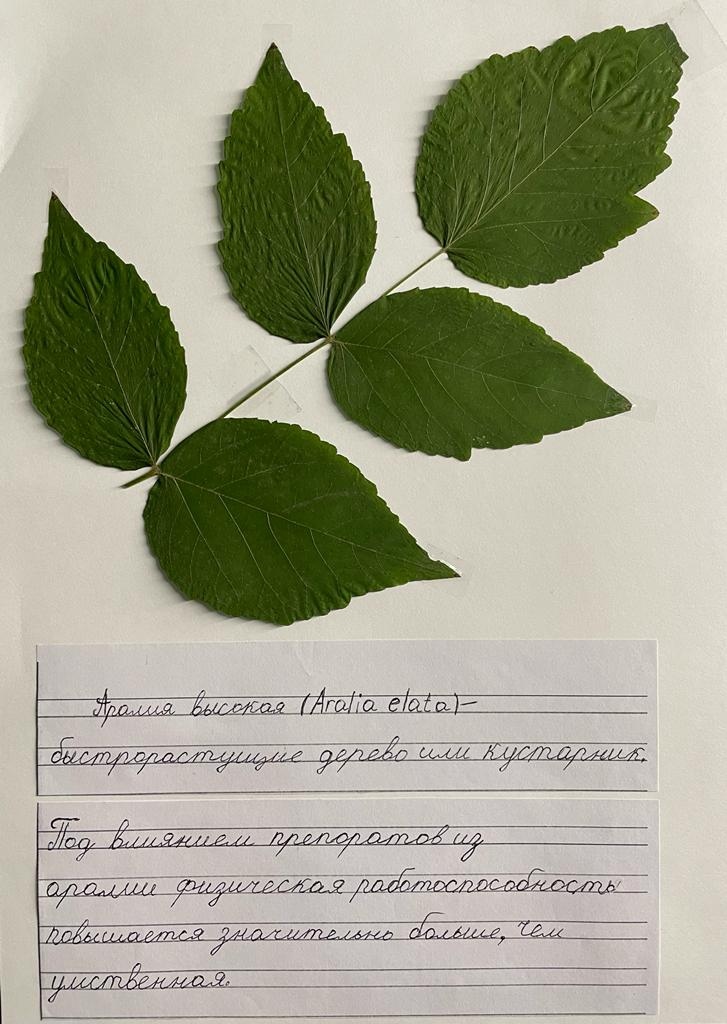 Аралия высокая (Aralia elata)–
быстрорастущие дерево или кустарник.
Под влиянием препоратов из
аралии физическая работоспособность
повышается значительно больше, чем
умственная.